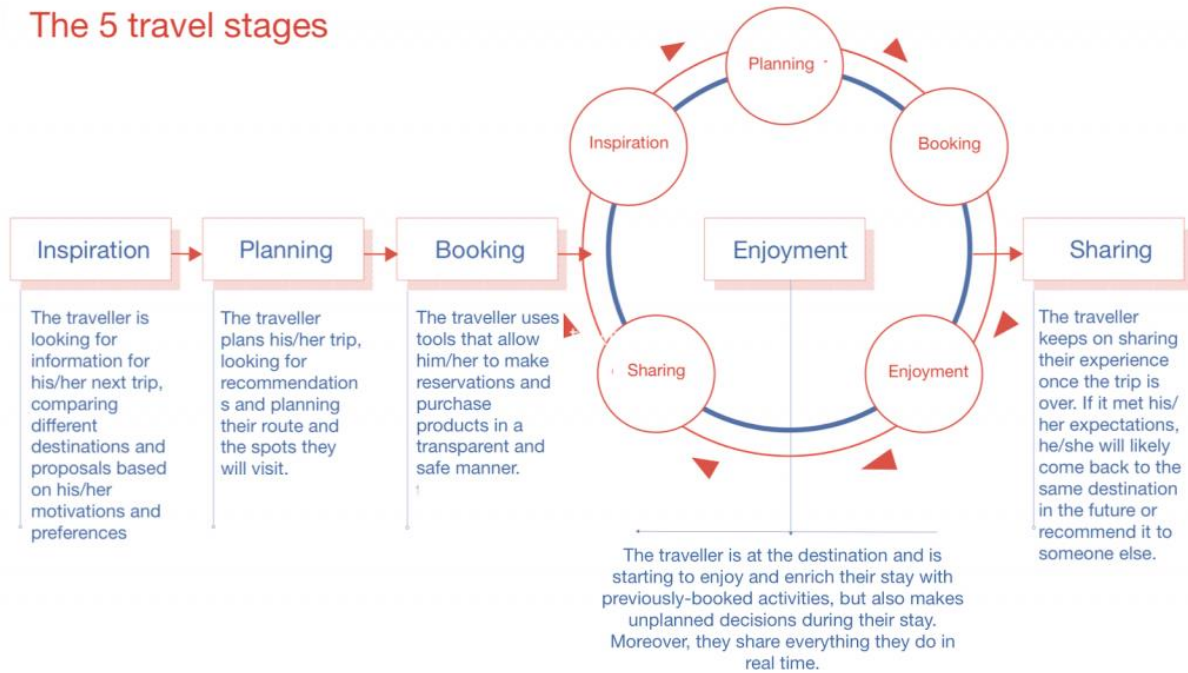 The 5 travel stages
Planning
Inspiration
Booking
Sharing
Enjoyment
Inspiration
The traveller is
looking for
information for
his/her next trip,
comparing
different
destinations and
proposals based
on his/her
motivations and
preferences
Planning
The traveller
plans his/her trip,
looking for
recommendation
s and planning
their route and
the spots they
will visit.
Booking
The traveller uses
tools that allow
him/her to make
reservations and
purchase
products in a
transparent and
safe manner.
Enjoyment
The traveller is at the destination and is
starting to enjoy and enrich their stay with
previously-booked activities, but also makes
unplanned decisions during their stay.
Moreover, they share everything they do in
real time.
Sharing
The traveller
keeps on sharing
their experience
once the trip is
over. If it met his/
her expectations,
he/she will likely
come back to the
same destination
in the future or
recommend it to
someone else.